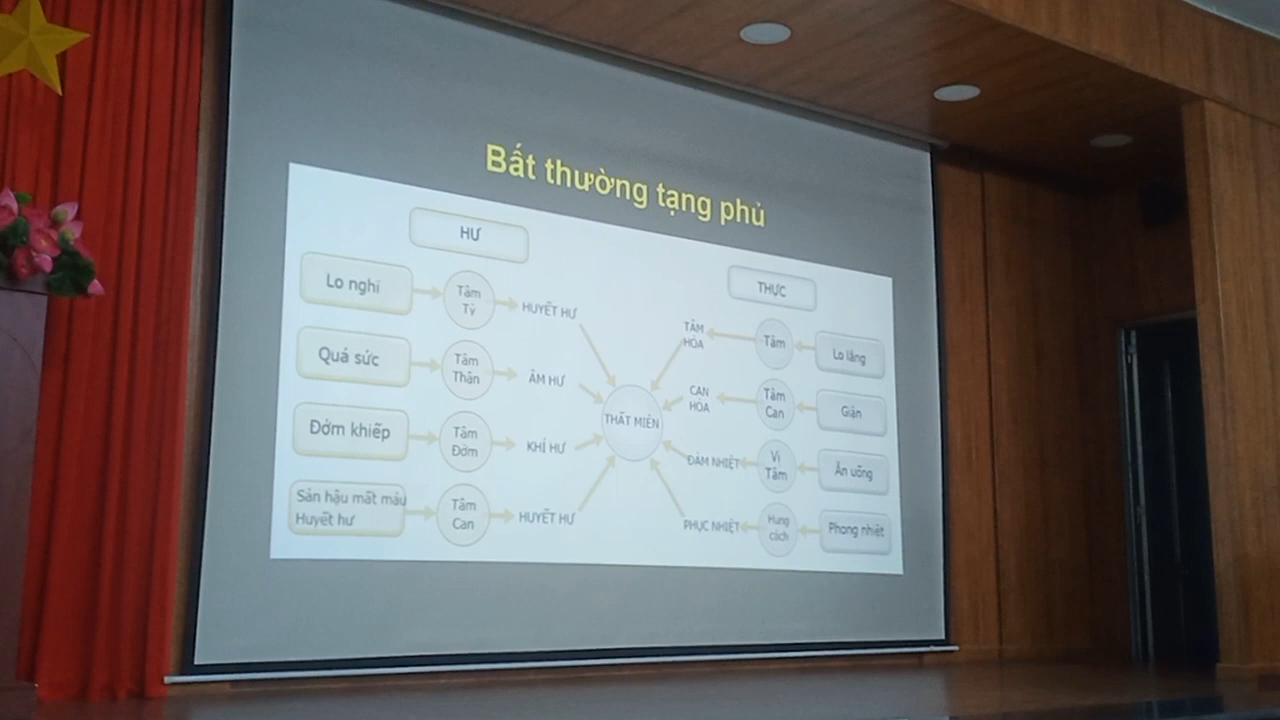 Bất thường tạng phủ
HƯ
Lo nghĩ
Tâm
Tỳ
HUYẾT HƯ
Quá sức
Tâm
Thận
ÂM HƯ
Đởm khiếp
Tâm
Đởm
KHÍ HƯ
Sản hậu mất máu
Huyết hư
Tâm
Can
HUYẾT HƯ
THẤT MIÊN
THỰC
TÂM
HỎA
Tâm
Lo lắng
CAN
HỎA
Tâm
Can
Giận
ĐÀM NHIỆT
Vị
Tâm
Ăn uống
PHỤC NHIỆT
Hung
cách
Phong nhiệt